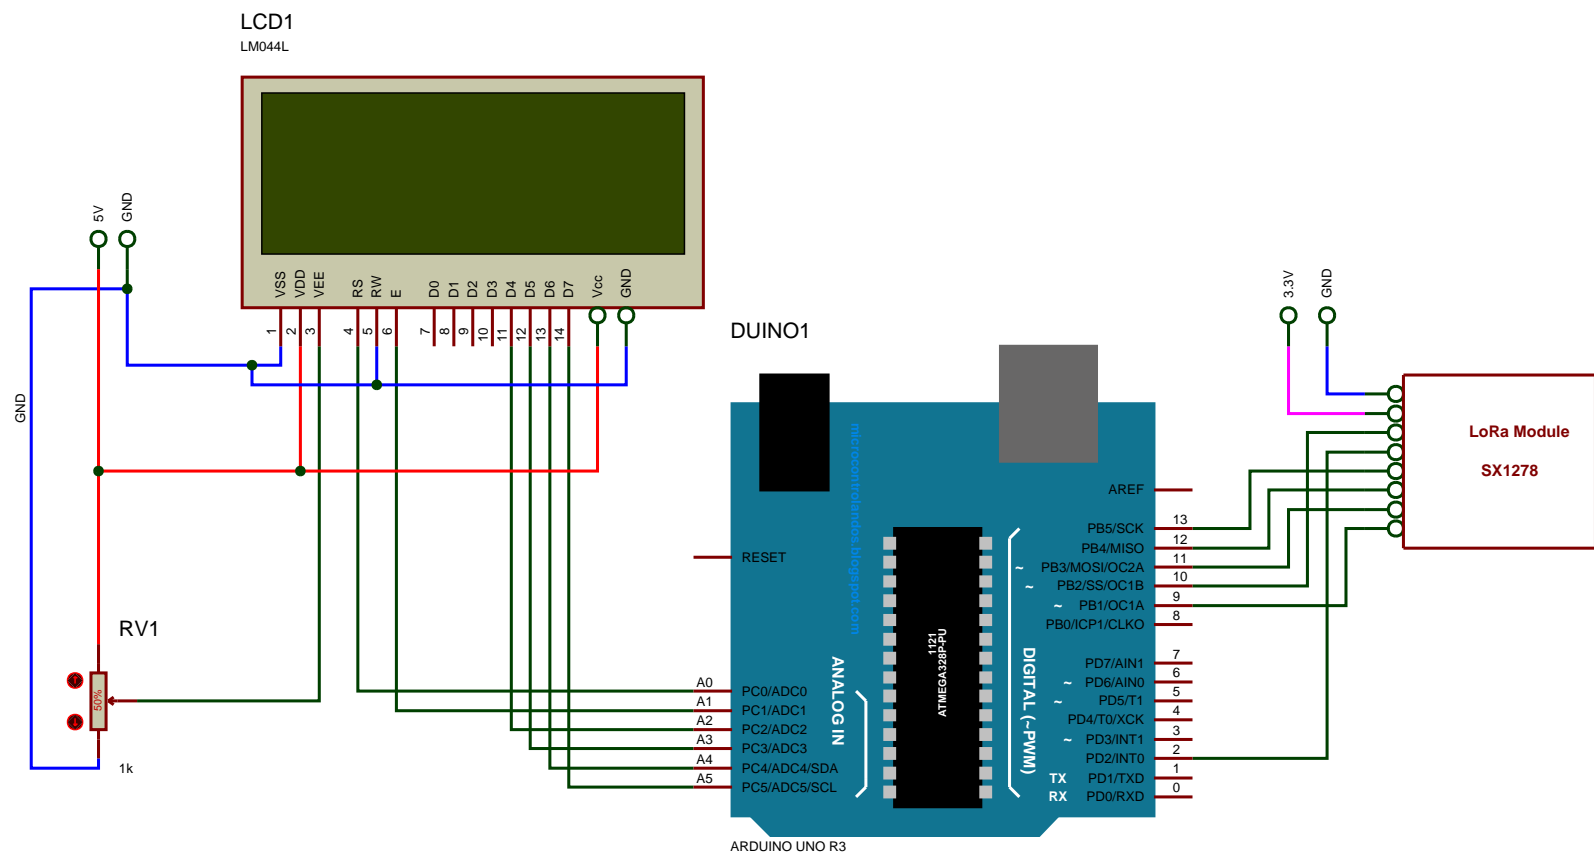 LCD1
LM044L
5V
GND
GND
VSS
VDD
VEE
RS
RW
E
D0
D1
D2
D3
D4
D5
D6
D7
Vcc
GND
1
2
3
4
5
6
7
8
9
10
11
12
13
14
RV1
50%
1k
DUINO1
microcontrolandos.blogspot.com
RESET
AREF
PB5/SCK 13
PB4/MISO 12
~ PB3/MOSI/OC2A 11
~ PB2/SS/OC1B 10
~ PB1/OC1A 9
PB0/ICP1/CLKO 8
PD7/AIN1 7
~ PD6/AIN0 6
~ PD5/T1 5
PD4/T0/XCK 4
~ PD3/INT1 3
PD2/INT0 2
TX PD1/TXD 1
RX PD0/RXD 0
1121
ATMEGA328P-PU
DIGITAL (~PWM)
ANALOG IN
A0 PC0/ADC0
A1 PC1/ADC1
A2 PC2/ADC2
A3 PC3/ADC3
A4 PC4/ADC4/SDA
A5 PC5/ADC5/SCL
ARDUINO UNO R3
3.3V
GND
LoRa Module
SX1278